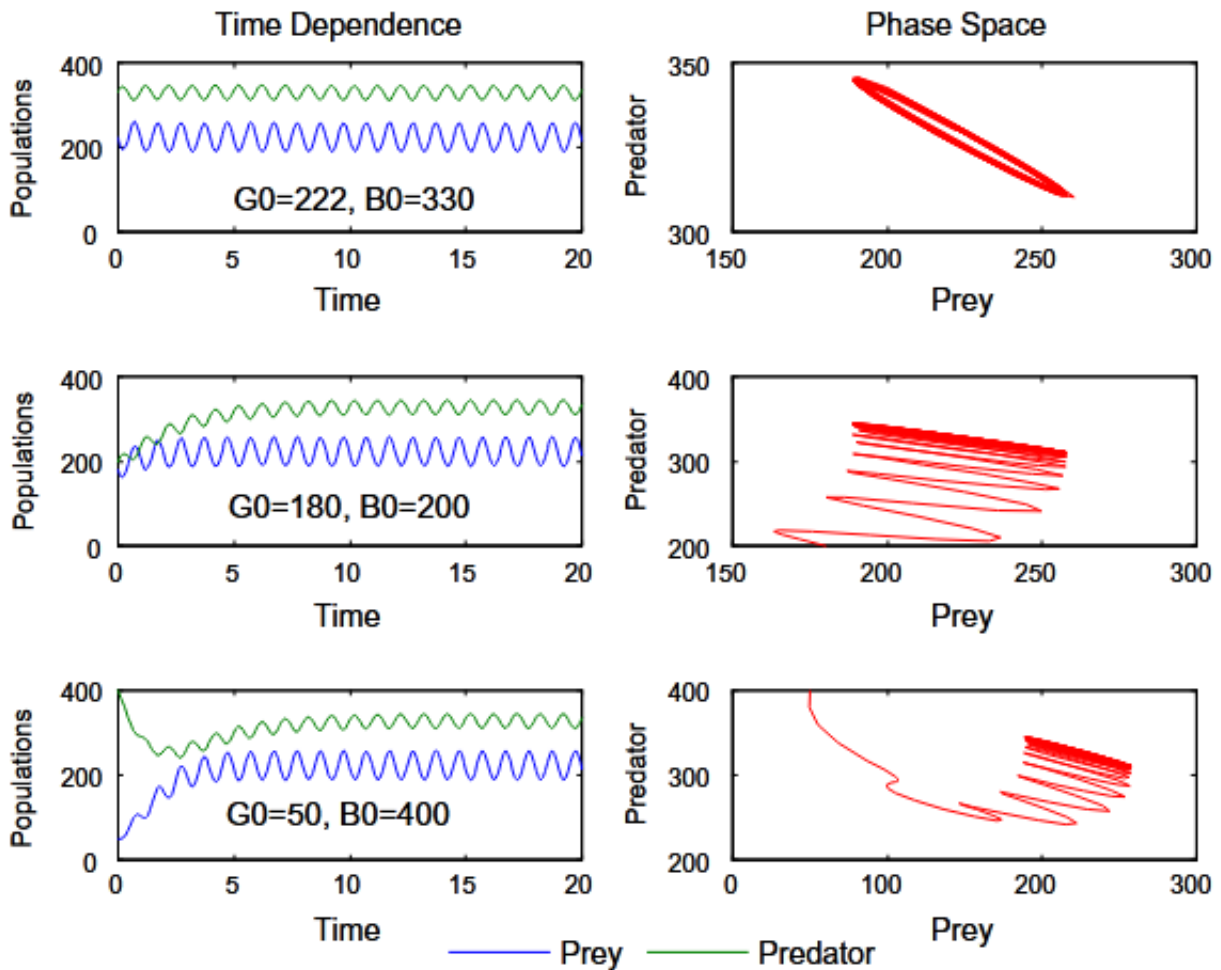 Time Dependence
Phase Space
Populations
400
200
0
0 5 10 15 20
Time
G0=222, B0=330
Predator
350
300
150 200 250 300
Prey
Populations
400
200
0
0 5 10 15 20
Time
G0=180, B0=200
Predator
400
300
200
150 200 250 300
Prey
Populations
400
200
0
0 5 10 15 20
Time
G0=50, B0=400
Predator
400
300
200
0 100 200 300
Prey
Prey Predator